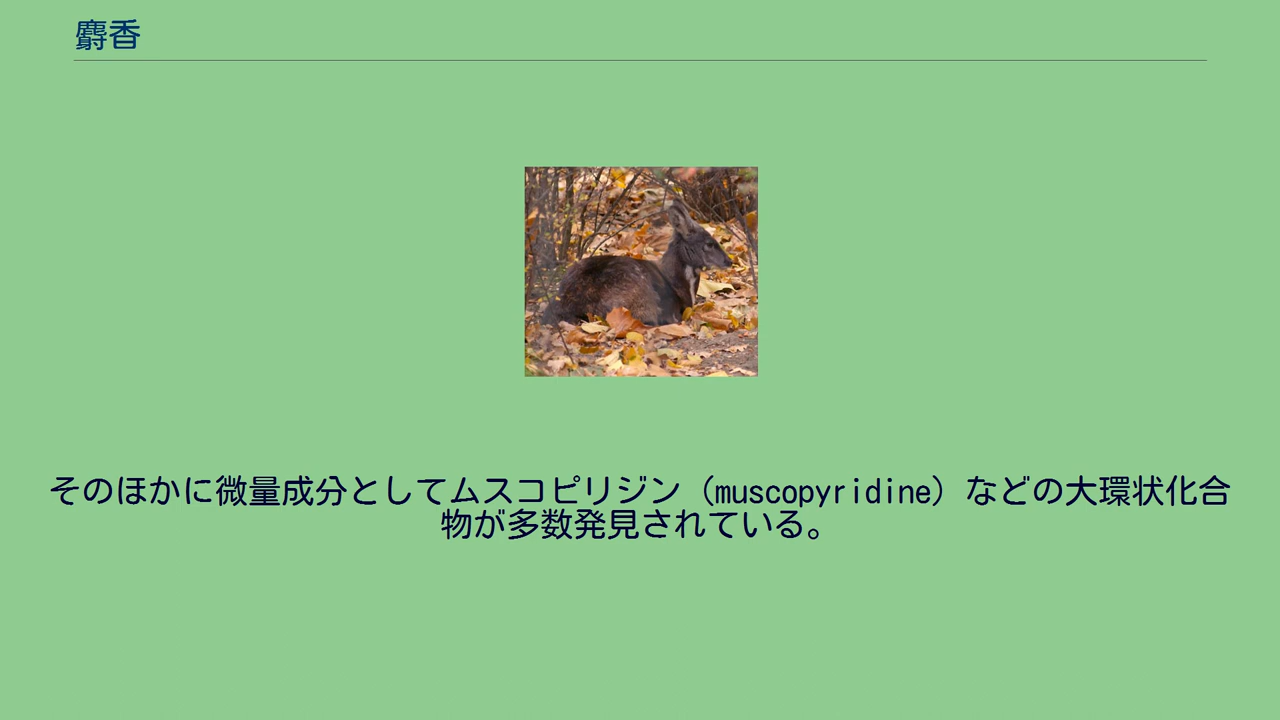 麝香
そのほかに微量成分としてムスコピリジン（muscopyridine）などの大環状化合
物が多数発見されている。